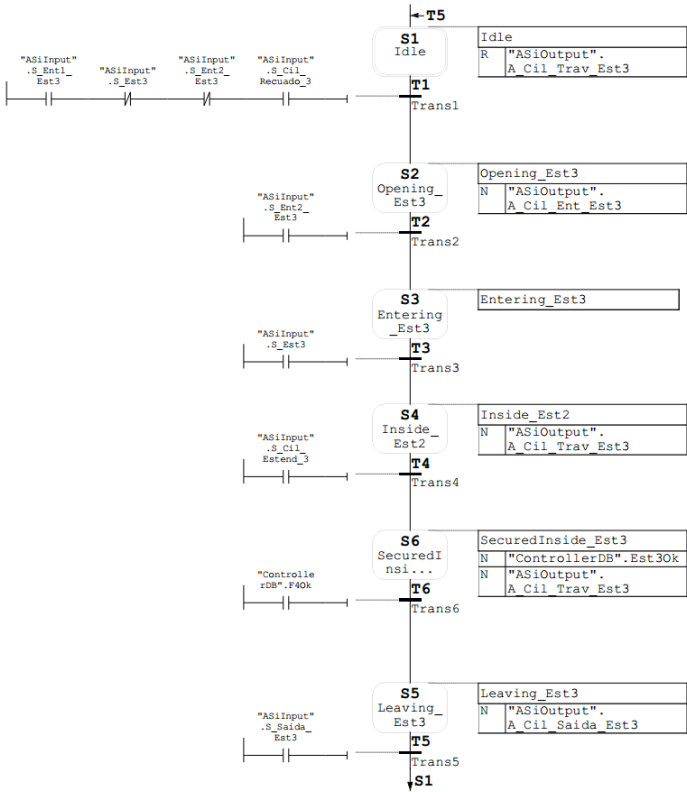 T5
S1
Idle
Idle
R "ASiOutput".
A_Cil_Trav_Est3
"ASiInput"
.S_Ent1_
Est3
"ASiInput"
.S_Est3
"ASiInput"
.S_Ent2_
Est3
"ASiInput"
.S_Cil_
Recuado_3
T1
Trans1
S2
Opening_
Est3
Opening_Est3
N "ASiOutput".
A_Cil_Ent_Est3
"ASiInput"
.S_Ent2_
Est3
T2
Trans2
S3
Entering
_Est3
Entering_Est3
"ASiInput"
.S_Est3
T3
Trans3
S4
Inside_
Est2
Inside_Est2
N "ASiOutput".
A_Cil_Trav_Est3
"ASiInput"
.S_Cil_
Estend_3
T4
Trans4
S6
SecuredI
nsi...
SecuredInside_Est3
N "ControllerDB".Est3Ok
N "ASiOutput".
A_Cil_Trav_Est3
"Controlle
rDB".F4Ok
T6
Trans6
S5
Leaving_
Est3
Leaving_Est3
N "ASiOutput".
A_Cil_Saida_Est3
"ASiInput"
.S_Saida_
Est3
T5
Trans5
S1